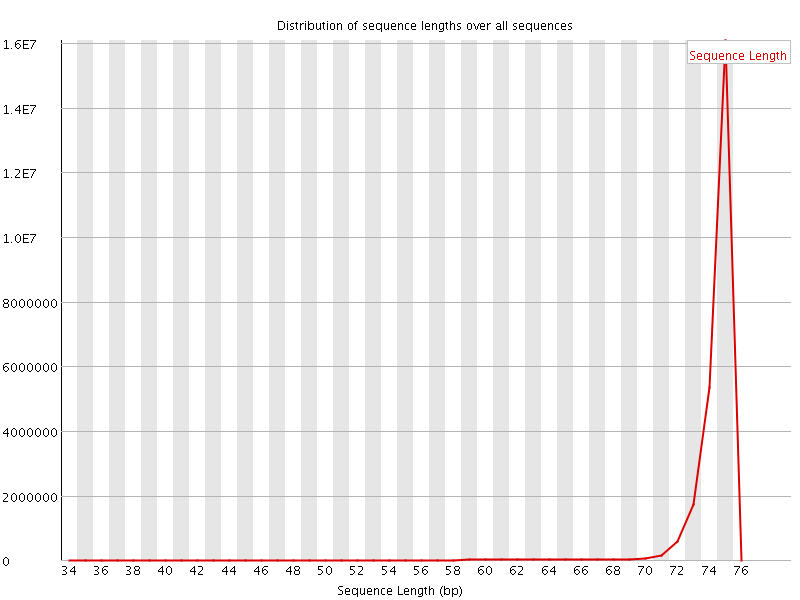 Distribution of sequence lengths over all sequences
1.6E7
Sequence Length
1.4E7
1.2E7
1.0E7
8000000
6000000
4000000
2000000
0
34 36 38 40 42 44 46 48 50 52 54 56 58 60 62 64 66 68 70 72 74 76
Sequence Length (bp)